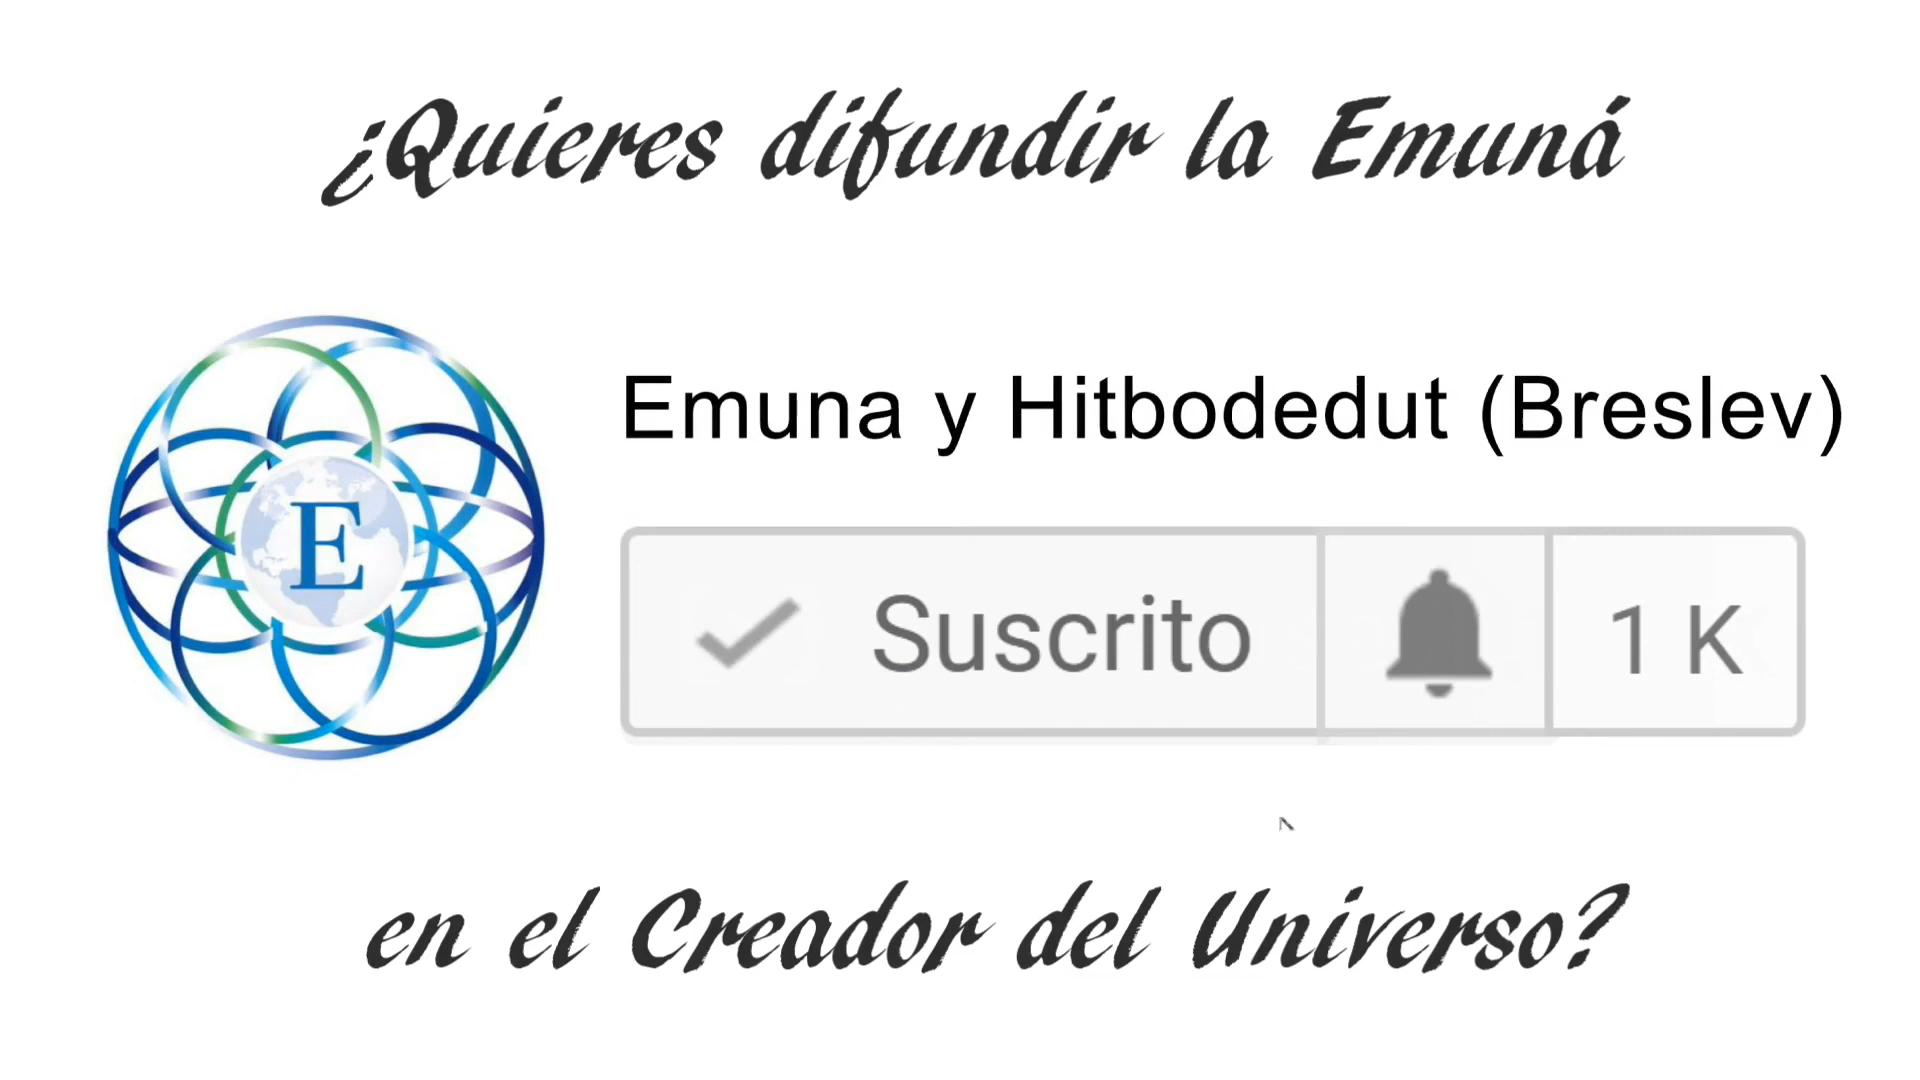 ¿Quieres difundir la Emuná
E
Emuna y Hitbodedut (Breslev)
Suscrito
1 K
en el Creador del Universo?